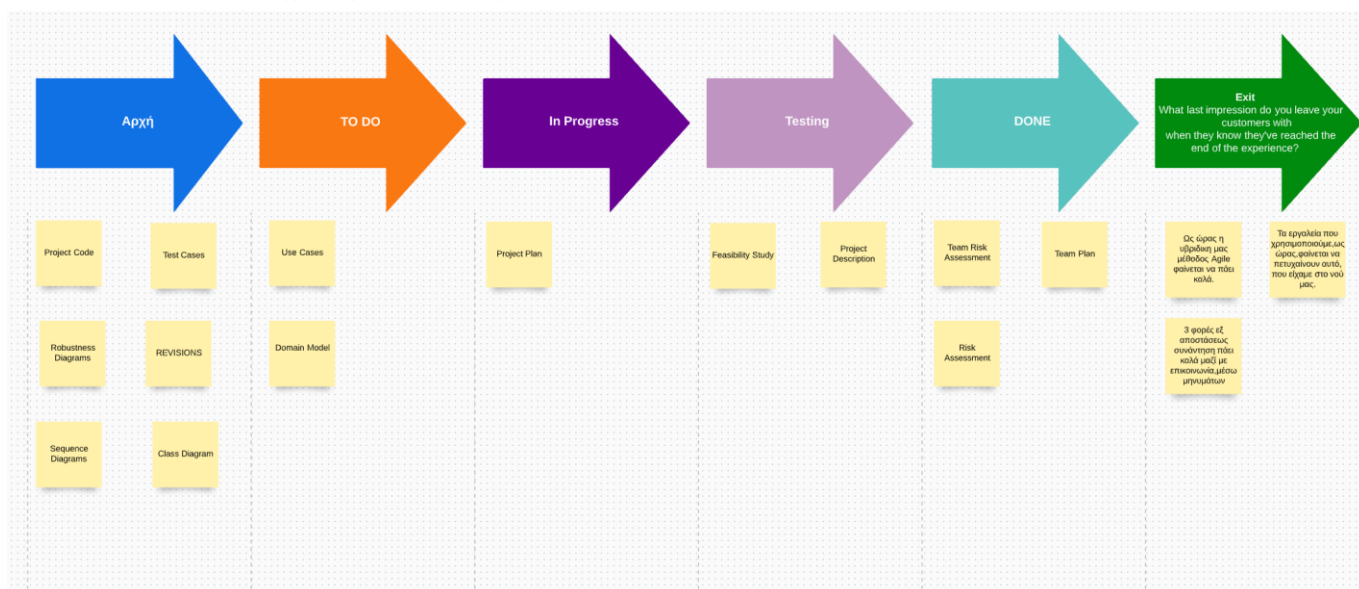 Αρχή
TO DO
In Progress
Testing
DONE
Exit
What last impression do you leave your
customers with
when they know they've reached the
end of the experience?
Project Code
Test Cases
Robustness
Diagrams
REVISIONS
Sequence
Diagrams
Class Diagram
Use Cases
Domain Model
Project Plan
Feasibility Study
Project
Description
Team Risk
Assessment
Team Plan
Risk
Assessment
Ως ώρας η
υβριδικη μας
μέθοδος Agile
φαίνεται να πάει
καλά.
Τα εργαλεία που
χρησιμοποιούμε,ως
ώρας,φαίνεται να
πετυχαίνουν αυτό,
που είχαμε στο νού
μας.
3 φορές εξ
αποστάσεως
συνάντηση πάει
καλά μαζί με
επικοινωνία,μέσω
μηνυμάτων